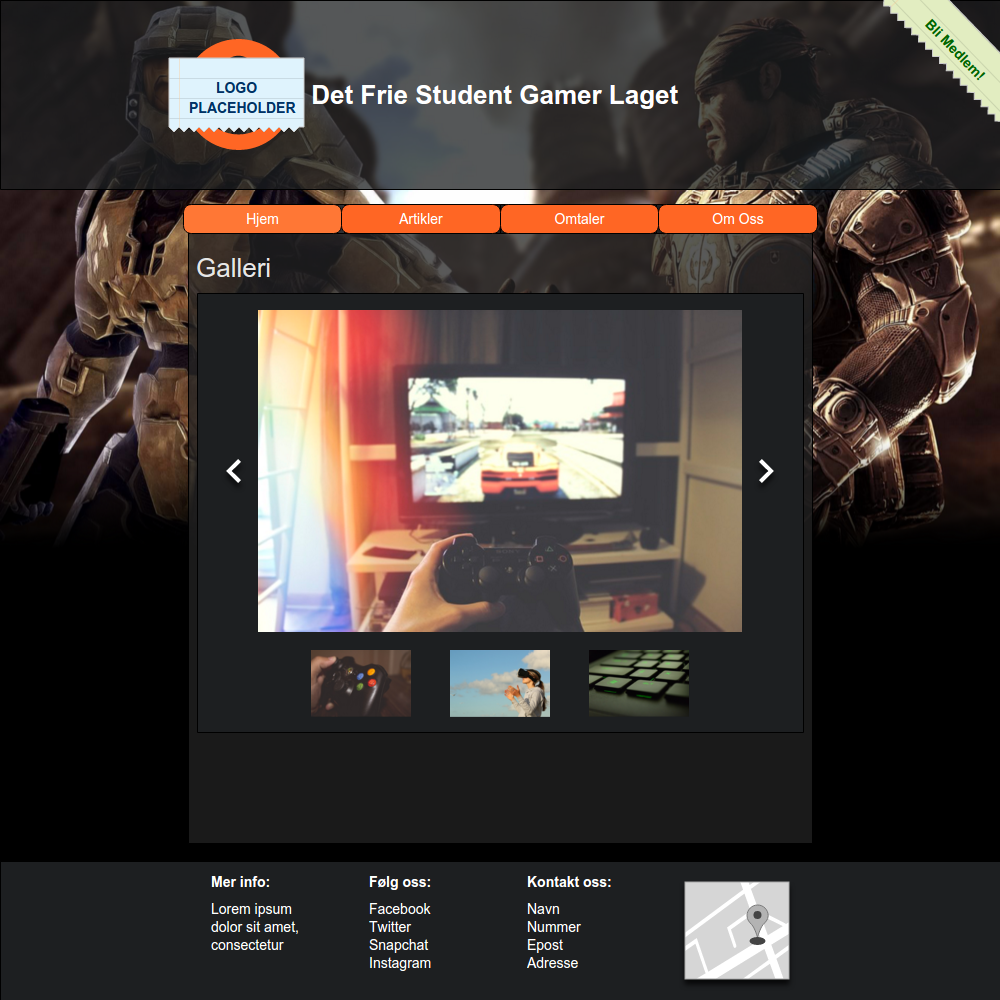 Bli Medlem!
LOGO
PLACEHOLDER
Det Frie Student Gamer Laget
Hjem
Artikler
Omtaler
Om Oss
Galleri
Mer info:
Lorem ipsum
dolor sit amet,
consectetur
Følg oss:
Facebook
Twitter
Snapchat
Instagram
Kontakt oss:
Navn
Nummer
Epost
Adresse